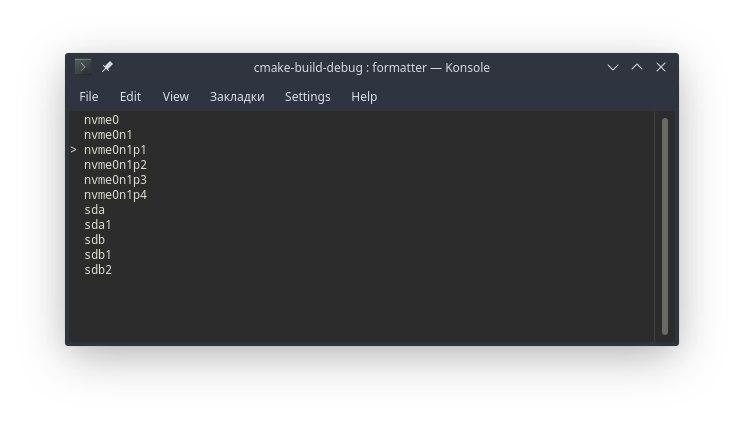 cmake-build-debug : formatter — Konsole
File Edit View Закладки Settings Help
nvme0
nvme0n1
> nvme0n1p1
nvme0n1p2
nvme0n1p3
nvme0n1p4
sda
sda1
sdb
sdb1
sdb2